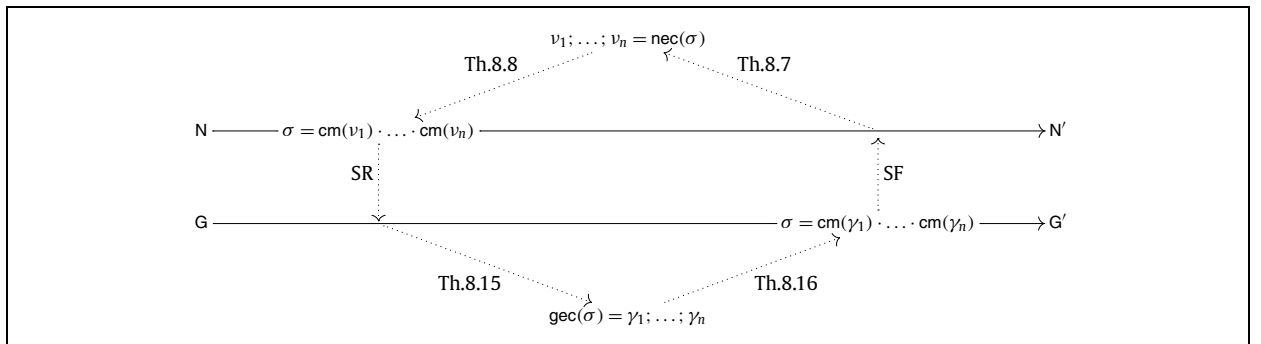 ν₁; …; νₙ = nec(σ)
Th.8.8 Th.8.7
N σ = cm(ν₁) · … · cm(νₙ) N′
SR SF
G σ = cm(γ₁) · … · cm(γₙ) G′
Th.8.15 Th.8.16
gec(σ) = γ₁; …; γₙ